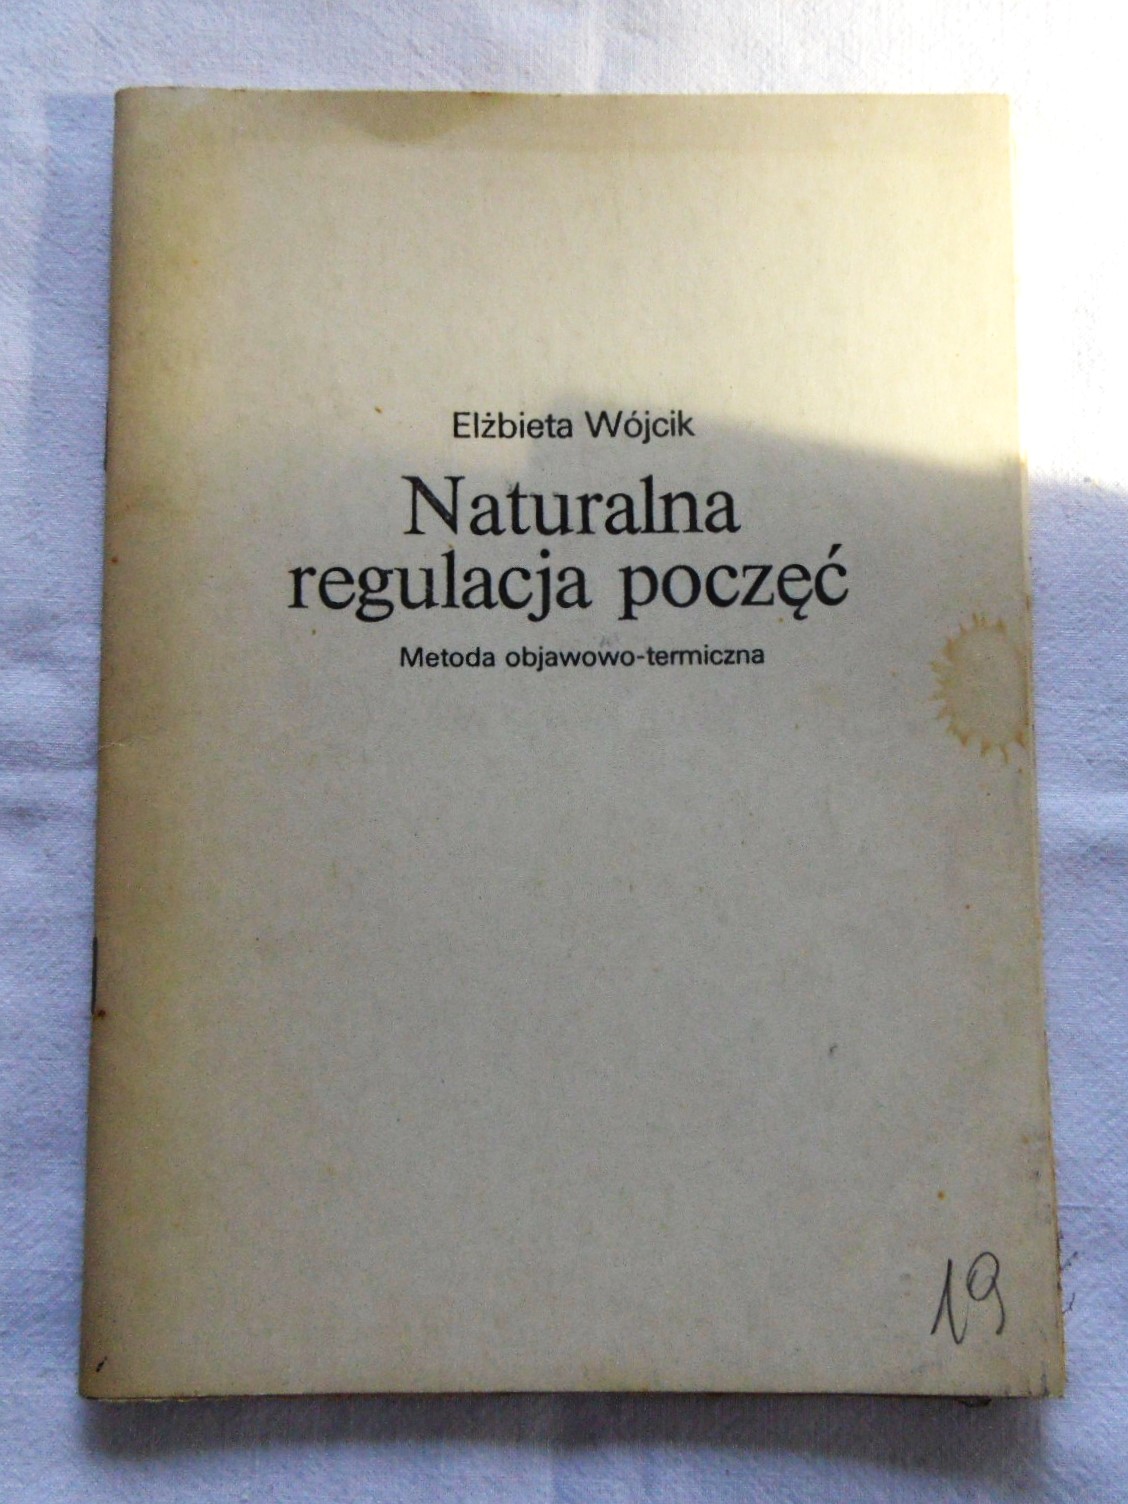 Elżbieta Wójcik
Naturalna
regulacja poczęć
Metoda objawowo-termiczna
19